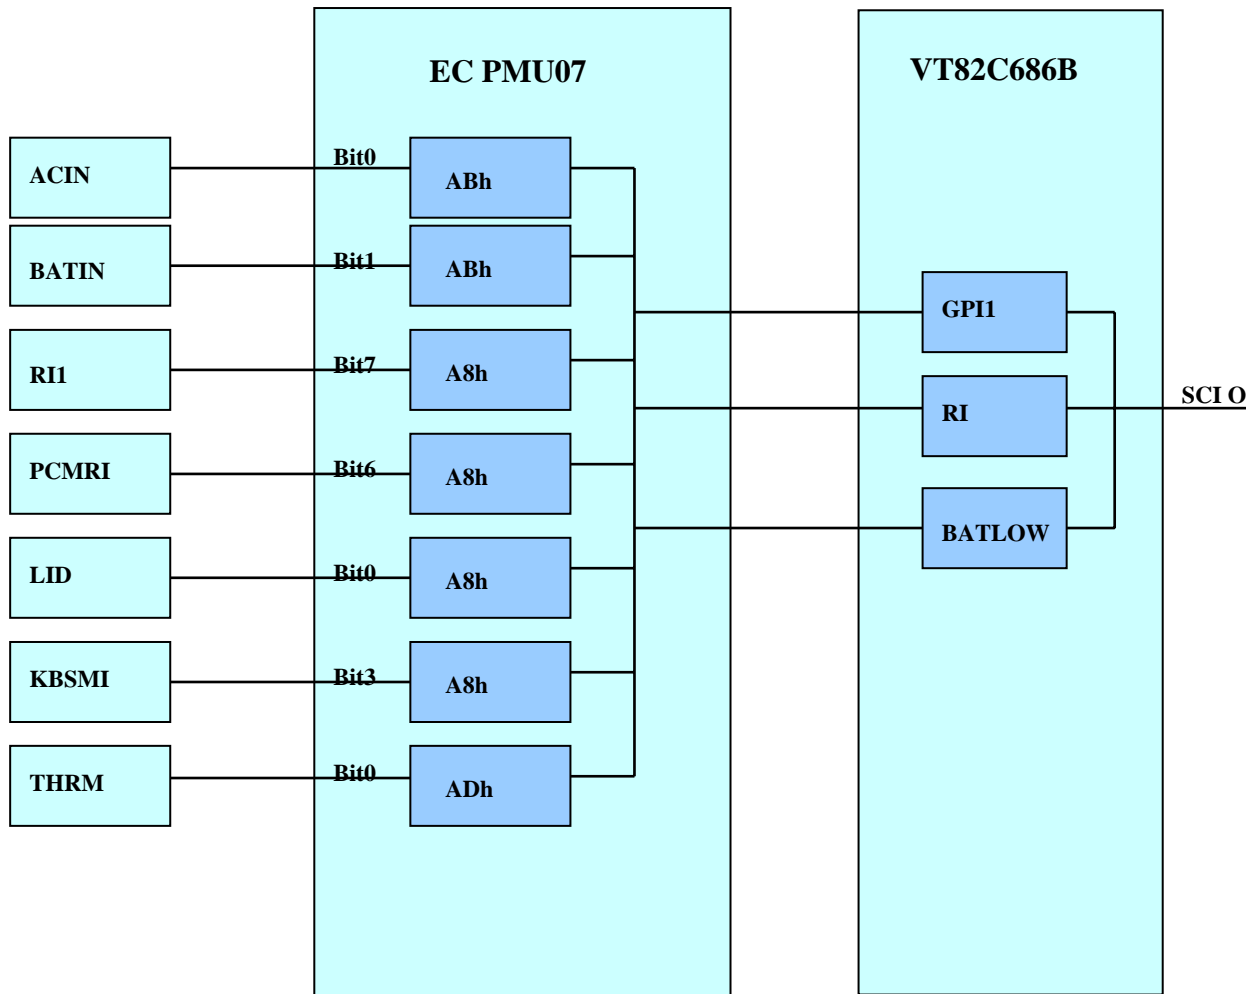 EC PMU07
VT82C686B
ACIN
Bit0
ABh
BATIN
Bit1
ABh
GPI1
RI1
Bit7
A8h
RI
SCI O
PCMRI
Bit6
A8h
BATLOW
LID
Bit0
A8h
KBSMI
Bit3
A8h
THRM
Bit0
ADh